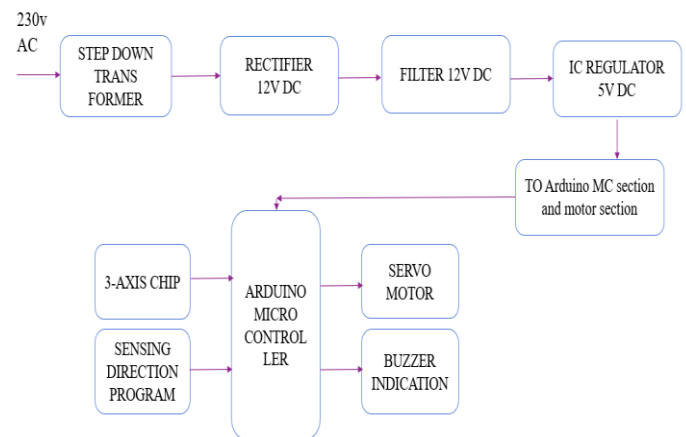 230v
AC
STEP DOWN
TRANS
FORMER
RECTIFIER
12V DC
FILTER 12V DC
IC REGULATOR
5V DC
TO Arduino MC section
and motor section
3-AXIS CHIP
SENSING
DIRECTION
PROGRAM
ARDUINO
MICRO
CONTROL
LER
SERVO
MOTOR
BUZZER
INDICATION